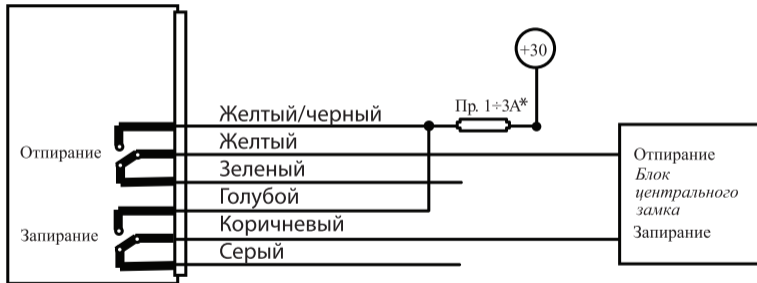 +30
Пр. 1÷3А*
Желтый/черный
Желтый
Зеленый
Голубой
Коричневый
Серый
Отпирание
Запирание
Отпирание
Блок
центрального
замка
Запирание